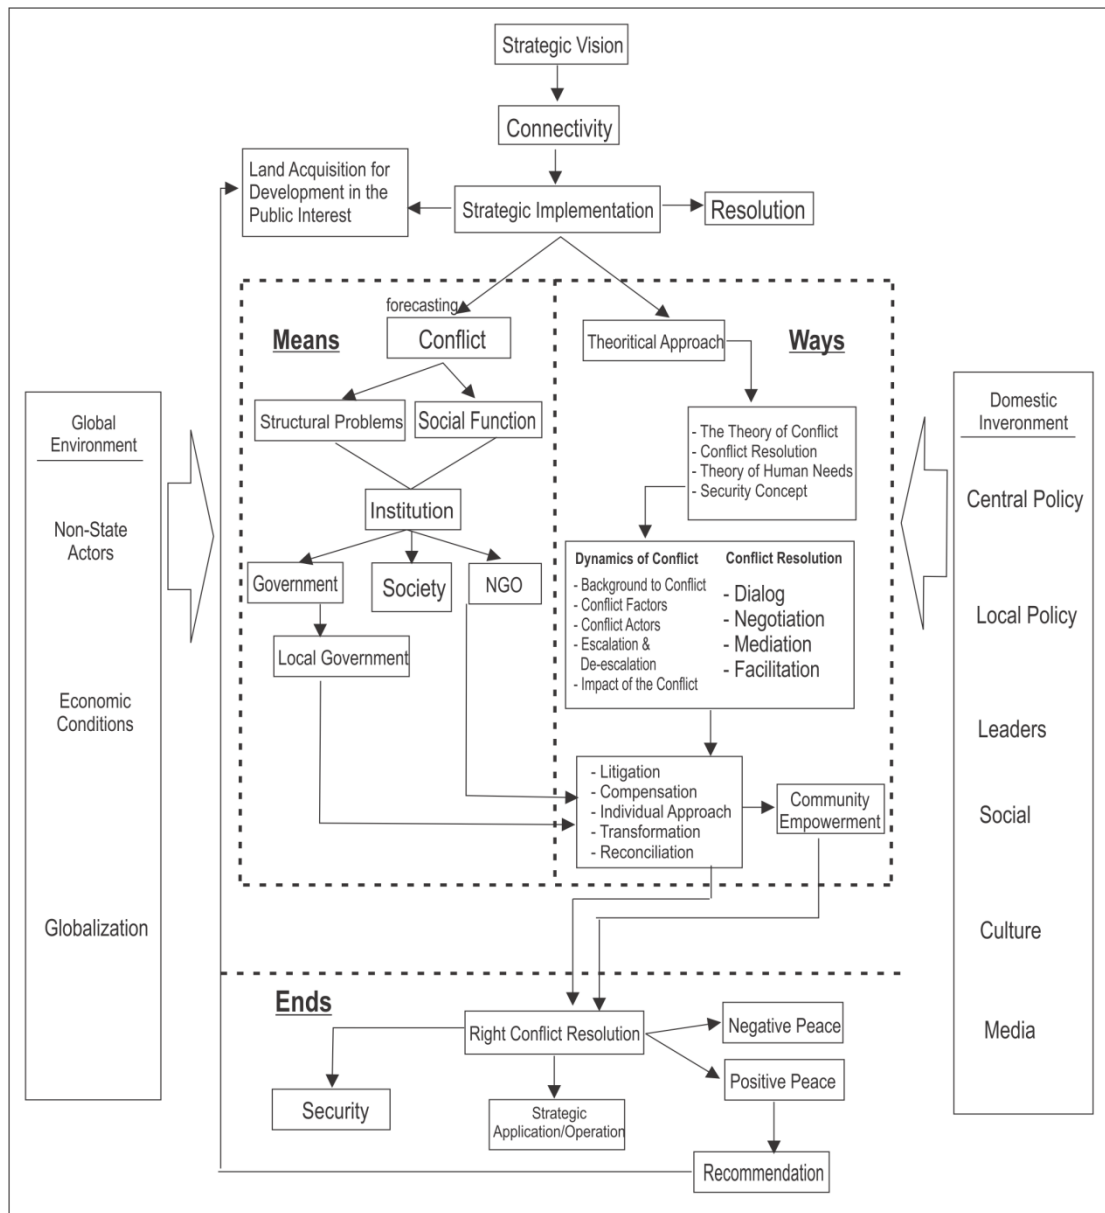 Strategic Vision
Connectivity
Land Acquisition for
Development in the
Public Interest
Strategic Implementation
Resolution
forecasting
Means
Conflict
Theoritical Approach
Ways
Structural Problems
Social Function
- The Theory of Conflict
- Conflict Resolution
- Theory of Human Needs
- Security Concept
Institution
Government
Society
NGO
Local Government
Dynamics of Conflict
- Background to Conflict
- Conflict Factors
- Conflict Actors
- Escalation &
De-escalation
- Impact of the Conflict
Conflict Resolution
- Dialog
- Negotiation
- Mediation
- Facilitation
- Litigation
- Compensation
- Individual Approach
- Transformation
- Reconciliation
Community
Empowerment
Global
Environment
Non-State
Actors
Economic
Conditions
Globalization
Domestic
Inveronment
Central Policy
Local Policy
Leaders
Social
Culture
Media
Ends
Right Conflict Resolution
Negative Peace
Positive Peace
Security
Strategic
Application/Operation
Recommendation